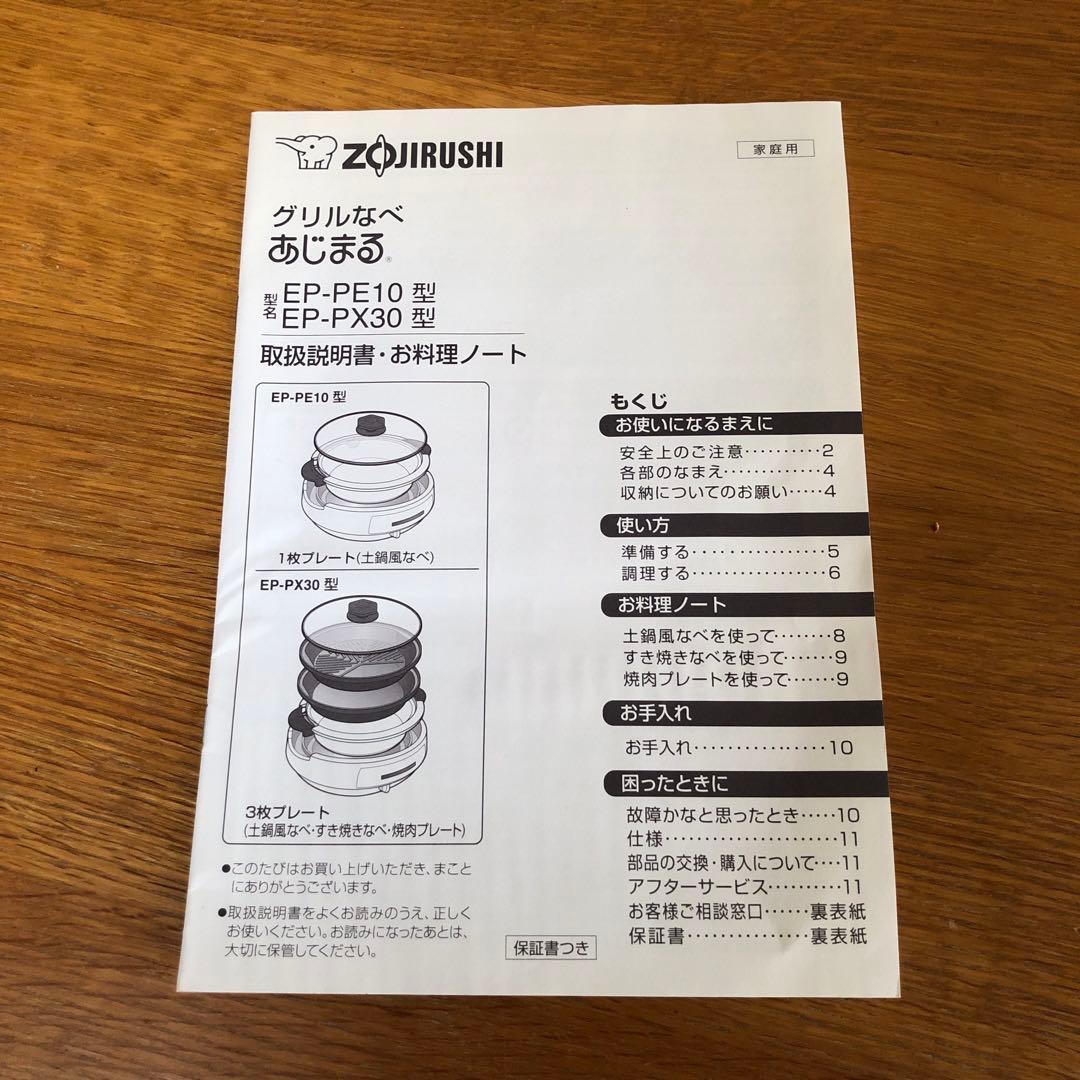 ZOJIRUSHI
家庭用
グリルなべ
あじまる®
型名 EP-PE10 型
EP-PX30 型
取扱説明書・お料理ノート
EP-PE10 型
1枚プレート(土鍋風なべ)
EP-PX30 型
3枚プレート
(土鍋風なべ・すき焼きなべ・焼肉プレート)
●このたびはお買い上げいただき、まこと
にありがとうございます。
●取扱説明書をよくお読みのうえ、正しく
お使いください。お読みになったあとは、
大切に保管してください。
保証書つき
もくじ
お使いになるまえに
安全上のご注意‥‥‥‥‥2
各部のなまえ‥‥‥‥‥‥4
収納についてのお願い‥‥・4
使い方
準備する‥‥‥‥‥‥‥‥5
調理する‥‥‥‥‥‥‥‥6
お料理ノート
土鍋風なべを使って‥‥‥‥8
すき焼きなべを使って‥‥‥9
焼肉プレートを使って‥‥‥・9
お手入れ
お手入れ‥‥‥‥‥‥‥‥10
困ったときに
故障かなと思ったとき‥‥・10
仕様‥‥‥‥‥‥‥‥‥‥11
部品の交換・購入について‥‥11
アフターサービス‥‥‥‥‥11
お客様ご相談窓口‥‥‥裏表紙
保証書‥‥‥‥‥‥‥‥裏表紙